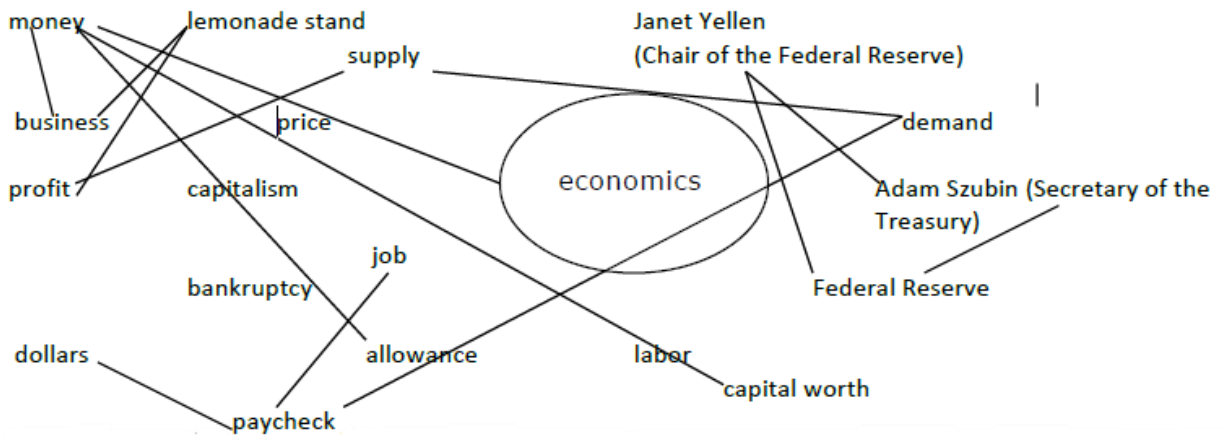 money
lemonade stand
Janet Yellen
(Chair of the Federal Reserve)
supply
business
price
demand
economics
profit
capitalism
Adam Szubin (Secretary of the
Treasury)
job
bankruptcy
Federal Reserve
dollars
allowance
labor
capital worth
paycheck